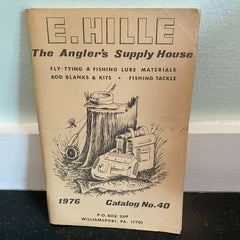 E. HILLE
The Angler's Supply House
FLY-TYING & FISHING LURE MATERIALS
ROD BLANKS & KITS • FISHING TACKLE
1976 Catalog No. 40
P.O. BOX 269
WILLIAMSPORT, PA. 17701